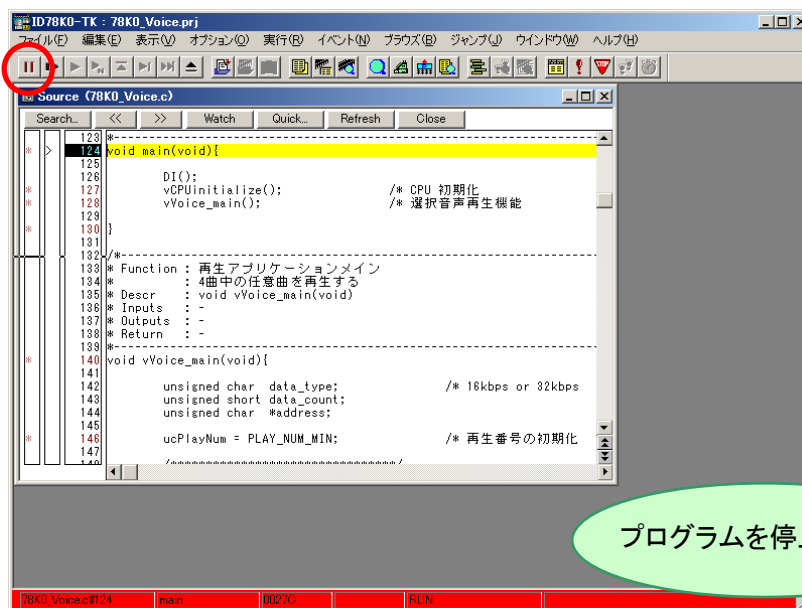 ID78K0-TK : 78K0_Voice.prj
ファイル(F) 編集(E) 表示(V) オプション(O) 実行(R) イベント(N) ブラウズ(B) ジャンプ(J) ウインドウ(W) ヘルプ(H)
Source (78K0_Voice.c)
Search... << >> Watch Quick... Refresh Close
123 *------------------------------------------------------------
124 void main(void){
125
126 DI();
127 vCPUinitialize(); /* CPU 初期化
128 vVoice_main(); /* 選択音声再生機能
129
130 }
131
132 /*-----------------------------------------------------------
133 * Function : 再生アプリケーションメイン
134 * : 4曲中の任意曲を再生する
135 * Descr : void vVoice_main(void)
136 * Inputs : -
137 * Outputs : -
138 * Return : -
139 *------------------------------------------------------------
140 void vVoice_main(void){
141
142 unsigned char data_type; /* 16kbps or 32kbps
143 unsigned short data_count;
144 unsigned char *address;
145
146 ucPlayNum = PLAY_NUM_MIN; /* 再生番号の初期化
147
プログラムを停
78K0_Voice.c#124 main 0027C RUN